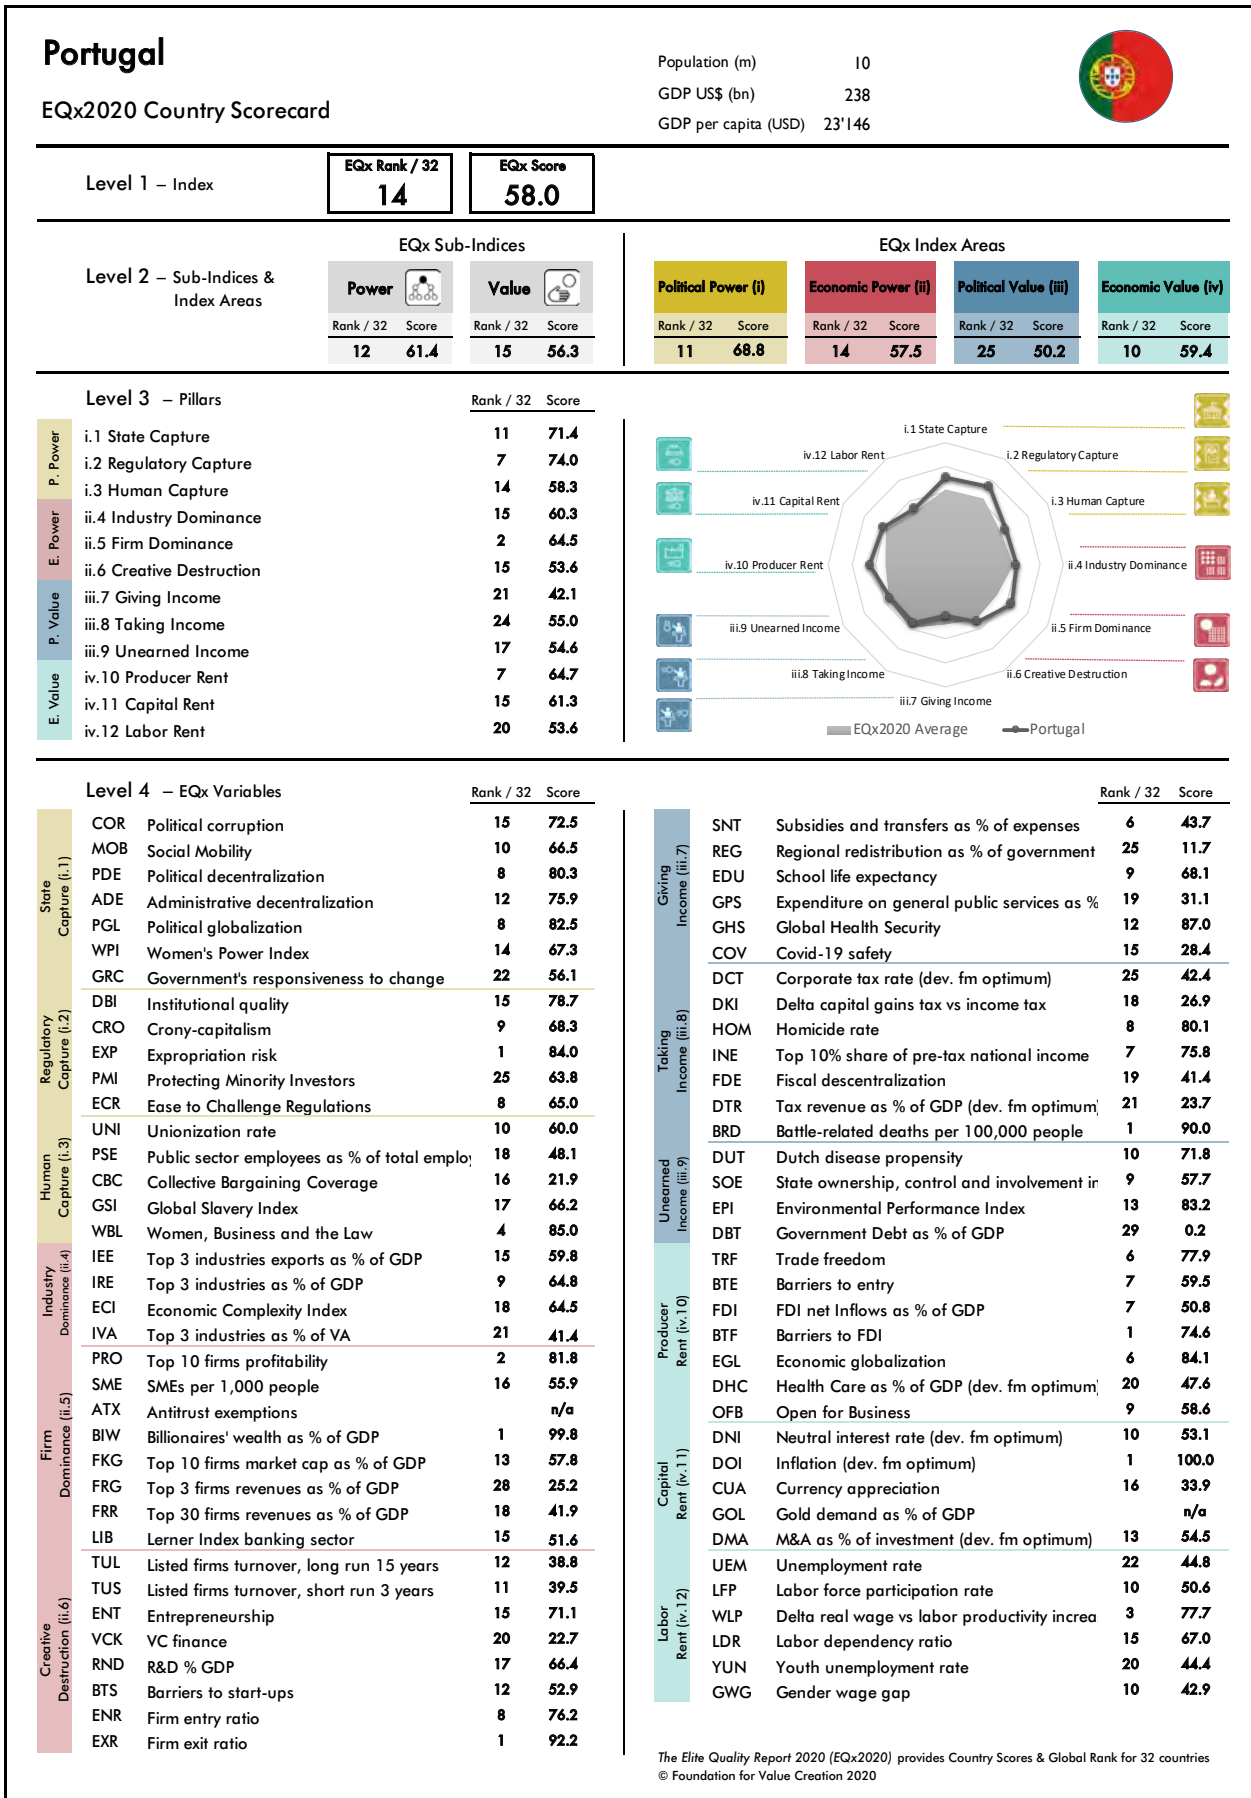 Portugal
EQx2020 Country Scorecard
Population (m) 10
GDP US$ (bn) 238
GDP per capita (USD) 23'146
Level 1 – Index
EQx Rank / 32
14
EQx Score
58.0
Level 2 – Sub-Indices & Index Areas
EQx Sub-Indices
Power Value
Rank / 32 Score Rank / 32 Score
12 61.4 15 56.3
EQx Index Areas
Political Power (i) Economic Power (ii) Political Value (iii) Economic Value (iv)
Rank / 32 Score Rank / 32 Score Rank / 32 Score Rank / 32 Score
11 68.8 14 57.5 25 50.2 10 59.4
Level 3 – Pillars
Rank / 32 Score
P. Power
i.1 State Capture 11 71.4
i.2 Regulatory Capture 7 74.0
i.3 Human Capture 14 58.3
E. Power
ii.4 Industry Dominance 15 60.3
ii.5 Firm Dominance 2 64.5
ii.6 Creative Destruction 15 53.6
P. Value
iii.7 Giving Income 21 42.1
iii.8 Taking Income 24 55.0
iii.9 Unearned Income 17 54.6
E. Value
iv.10 Producer Rent 7 64.7
iv.11 Capital Rent 15 61.3
iv.12 Labor Rent 20 53.6
i.1 State Capture
i.2 Regulatory Capture
i.3 Human Capture
ii.4 Industry Dominance
ii.5 Firm Dominance
ii.6 Creative Destruction
iii.7 Giving Income
iii.8 Taking Income
iii.9 Unearned Income
iv.10 Producer Rent
iv.11 Capital Rent
iv.12 Labor Rent
EQx2020 Average Portugal
Level 4 – EQx Variables
Rank / 32 Score
State Capture (i.1)
COR Political corruption 15 72.5
MOB Social Mobility 10 66.5
PDE Political decentralization 8 80.3
ADE Administrative decentralization 12 75.9
PGL Political globalization 8 82.5
WPI Women's Power Index 14 67.3
GRC Government's responsiveness to change 22 56.1
Regulatory Capture (i.2)
DBI Institutional quality 15 78.7
CRO Crony-capitalism 9 68.3
EXP Expropriation risk 1 84.0
PMI Protecting Minority Investors 25 63.8
ECR Ease to Challenge Regulations 8 65.0
Human Capture (i.3)
UNI Unionization rate 10 60.0
PSE Public sector employees as % of total employ 18 48.1
CBC Collective Bargaining Coverage 16 21.9
GSI Global Slavery Index 17 66.2
WBL Women, Business and the Law 4 85.0
Industry Dominance (ii.4)
IEE Top 3 industries exports as % of GDP 15 59.8
IRE Top 3 industries as % of GDP 9 64.8
ECI Economic Complexity Index 18 64.5
IVA Top 3 industries as % of VA 21 41.4
Firm Dominance (ii.5)
PRO Top 10 firms profitability 2 81.8
SME SMEs per 1,000 people 16 55.9
ATX Antitrust exemptions n/a
BIW Billionaires' wealth as % of GDP 1 99.8
FKG Top 10 firms market cap as % of GDP 13 57.8
FRG Top 3 firms revenues as % of GDP 28 25.2
FRR Top 30 firms revenues as % of GDP 18 41.9
LIB Lerner Index banking sector 15 51.6
Creative Destruction (ii.6)
TUL Listed firms turnover, long run 15 years 12 38.8
TUS Listed firms turnover, short run 3 years 11 39.5
ENT Entrepreneurship 15 71.1
VCK VC finance 20 22.7
RND R&D % GDP 17 66.4
BTS Barriers to start-ups 12 52.9
ENR Firm entry ratio 8 76.2
EXR Firm exit ratio 1 92.2
Rank / 32 Score
Giving Income (iii.7)
SNT Subsidies and transfers as % of expenses 6 43.7
REG Regional redistribution as % of government 25 11.7
EDU School life expectancy 9 68.1
GPS Expenditure on general public services as % 19 31.1
GHS Global Health Security 12 87.0
COV Covid-19 safety 15 28.4
Taking Income (iii.8)
DCT Corporate tax rate (dev. fm optimum) 25 42.4
DKI Delta capital gains tax vs income tax 18 26.9
HOM Homicide rate 8 80.1
INE Top 10% share of pre-tax national income 7 75.8
FDE Fiscal descentralization 19 41.4
DTR Tax revenue as % of GDP (dev. fm optimum) 21 23.7
BRD Battle-related deaths per 100,000 people 1 90.0
Unearned Income (iii.9)
DUT Dutch disease propensity 10 71.8
SOE State ownership, control and involvement in 9 57.7
EPI Environmental Performance Index 13 83.2
DBT Government Debt as % of GDP 29 0.2
Producer Rent (iv.10)
TRF Trade freedom 6 77.9
BTE Barriers to entry 7 59.5
FDI FDI net Inflows as % of GDP 7 50.8
BTF Barriers to FDI 1 74.6
EGL Economic globalization 6 84.1
DHC Health Care as % of GDP (dev. fm optimum) 20 47.6
OFB Open for Business 9 58.6
Capital Rent (iv.11)
DNI Neutral interest rate (dev. fm optimum) 10 53.1
DOI Inflation (dev. fm optimum) 1 100.0
CUA Currency appreciation 16 33.9
GOL Gold demand as % of GDP n/a
DMA M&A as % of investment (dev. fm optimum) 13 54.5
Labor Rent (iv.12)
UEM Unemployment rate 22 44.8
LFP Labor force participation rate 10 50.6
WLP Delta real wage vs labor productivity increa 3 77.7
LDR Labor dependency ratio 15 67.0
YUN Youth unemployment rate 20 44.4
GWG Gender wage gap 10 42.9
The Elite Quality Report 2020 (EQx2020) provides Country Scores & Global Rank for 32 countries
© Foundation for Value Creation 2020